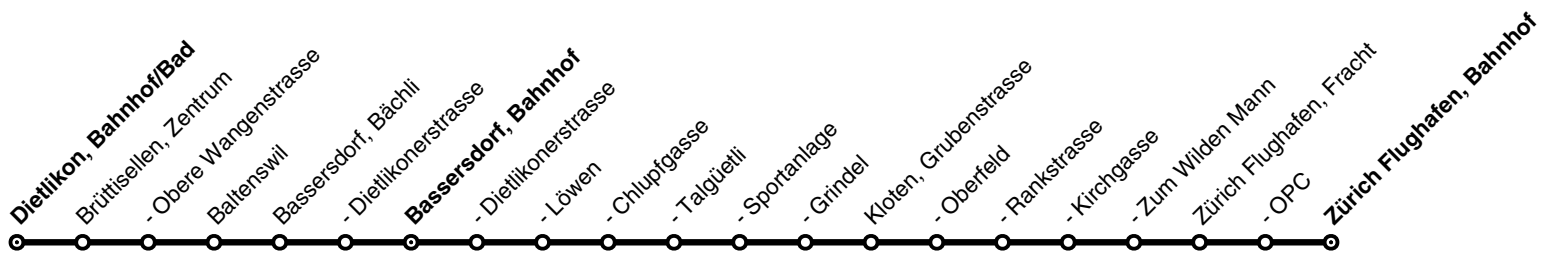 Dietlikon, Bahnhof/Bad
Brüttisellen, Zentrum
- Obere Wangenstrasse
Baltenswil
Bassersdorf, Bächli
- Dietlikonerstrasse
Bassersdorf, Bahnhof
- Dietlikonerstrasse
- Löwen
- Chlupfgasse
- Talgüetli
- Sportanlage
- Grindel
Kloten, Grubenstrasse
- Oberfeld
- Rankstrasse
- Kirchgasse
- Zum Wilden Mann
Zürich Flughafen, Fracht
- OPC
Zürich Flughafen, Bahnhof